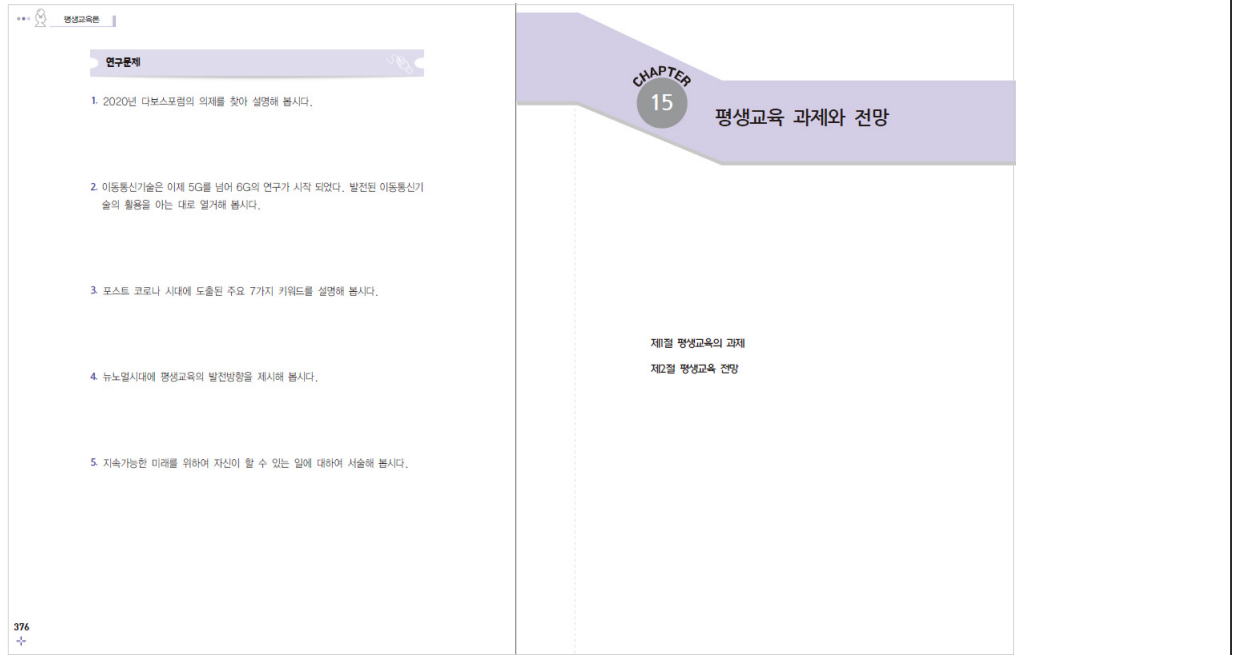 평생교육론
연구문제
1. 2020년 다보스포럼의 의제를 찾아 설명해 봅시다.
2. 이동통신기술은 이제 5G를 넘어 6G의 연구가 시작 되었다. 발전된 이동통신기
술의 활용을 아는 대로 열거해 봅시다.
3. 포스트 코로나 시대에 도출된 주요 7가지 키워드를 설명해 봅시다.
4. 뉴노멀시대에 평생교육의 발전방향을 제시해 봅시다.
5. 지속가능한 미래를 위하여 자신이 할 수 있는 일에 대하여 서술해 봅시다.
376
CHAPTER
15
평생교육 과제와 전망
제1절 평생교육의 과제
제2절 평생교육 전망